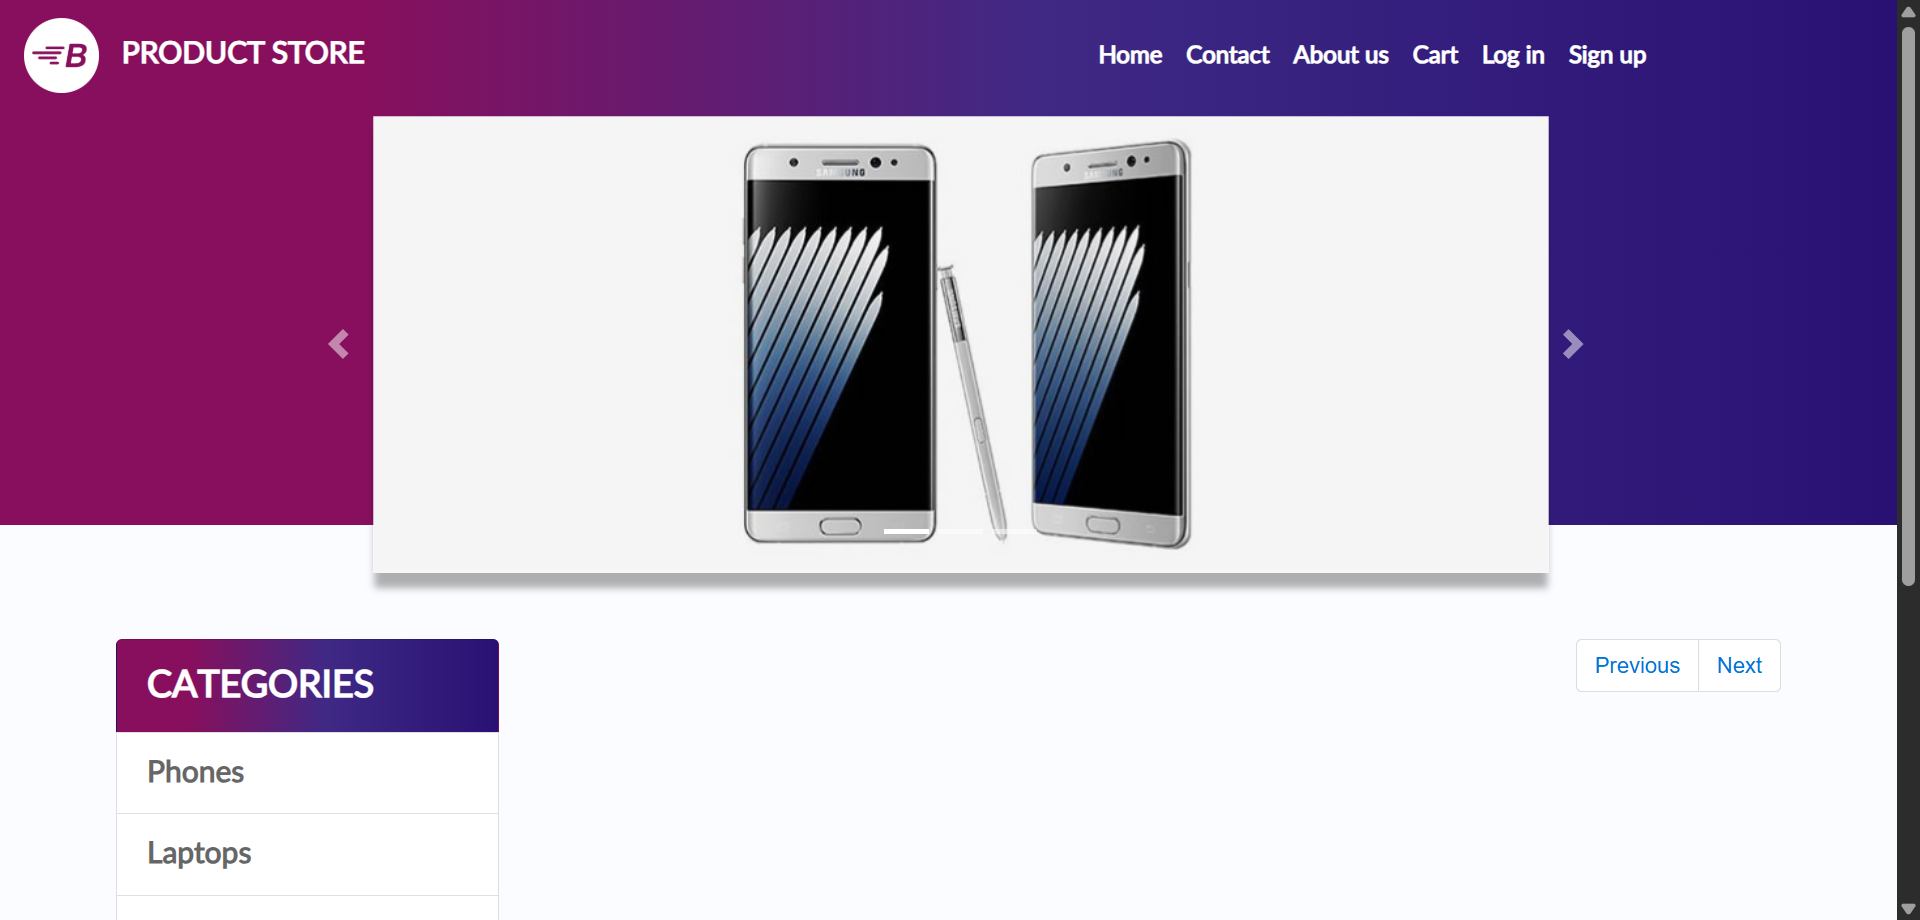 B PRODUCT STORE
Home Contact About us Cart Log in Sign up
SAMSUNG SAMSUNG
CATEGORIES
Previous Next
Phones
Laptops